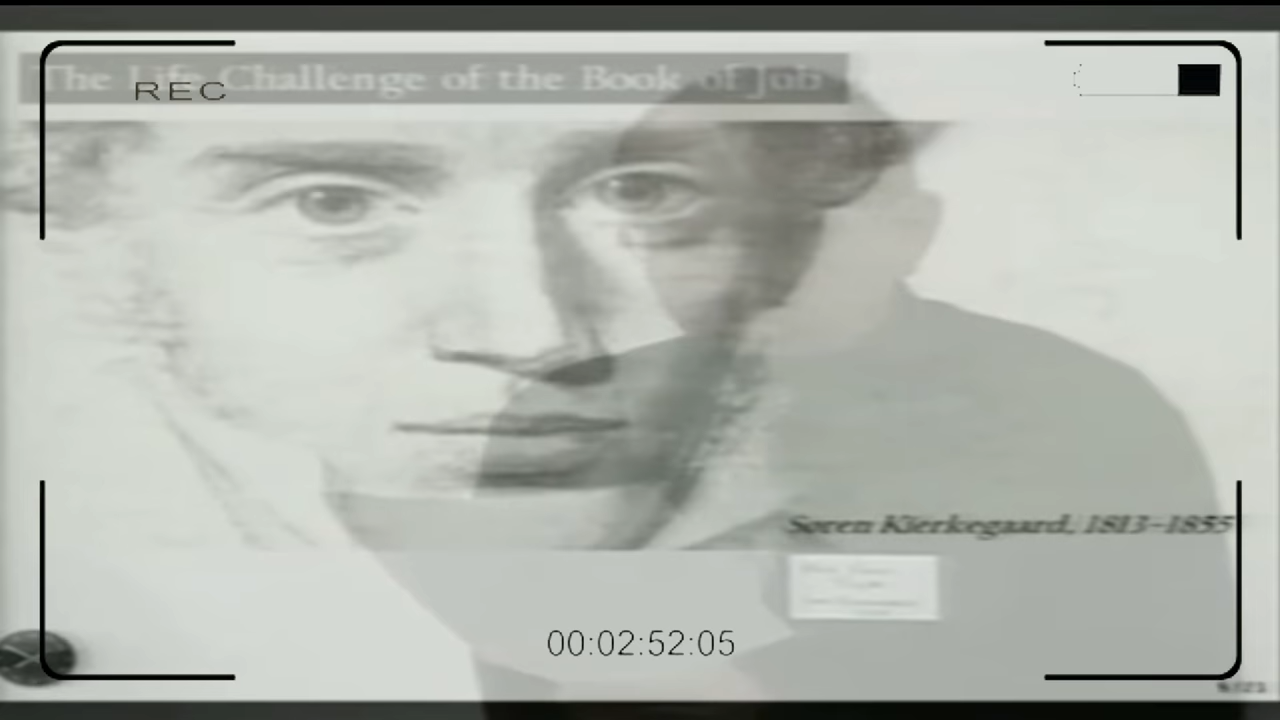 The Life Challenge of the Book of Job
REC
Søren Kierkegaard, 1813–1855
00:02:52:05